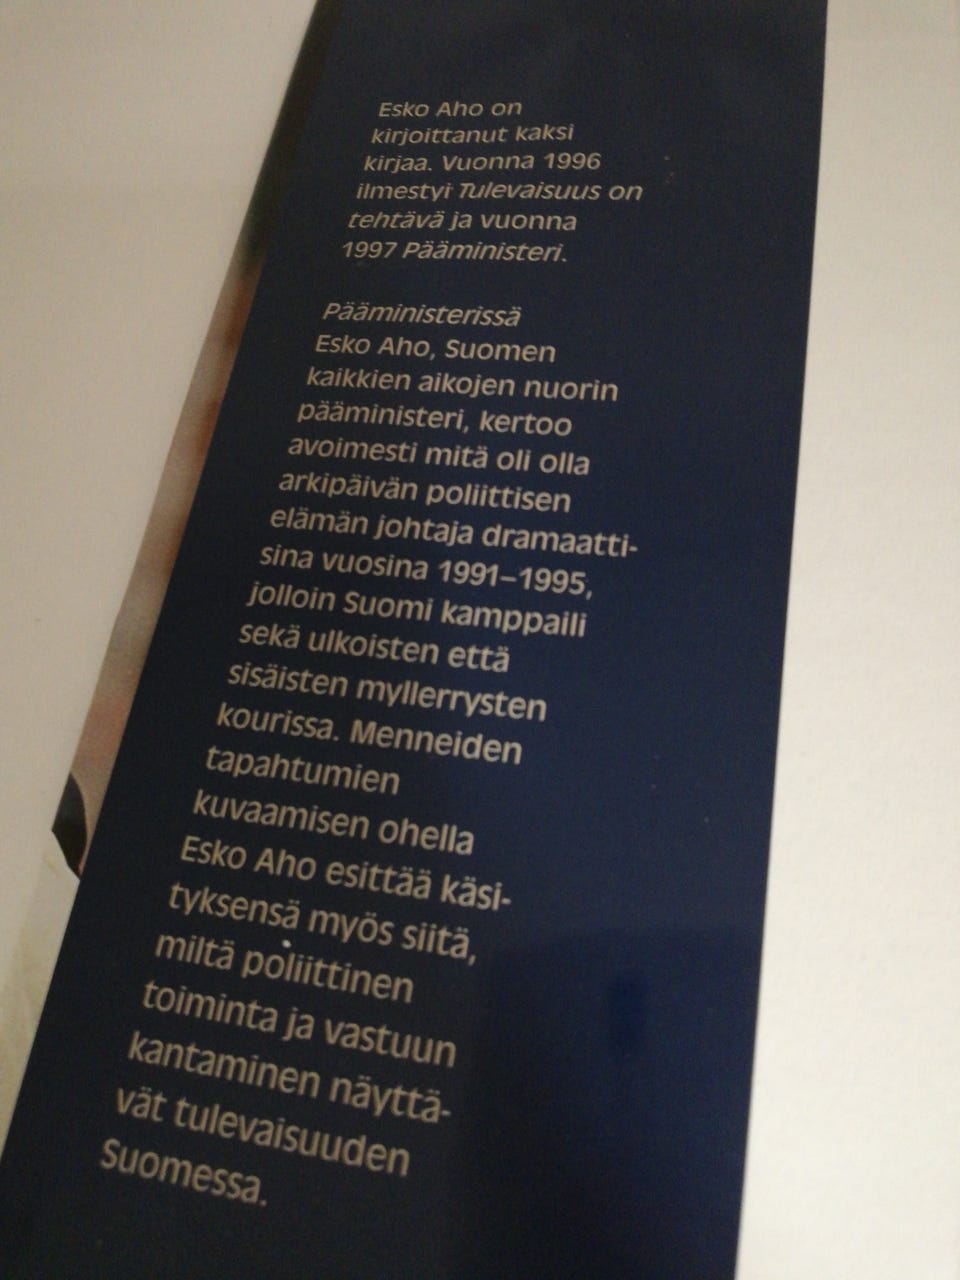 Esko Aho on
kirjoittanut kaksi
kirjaa. Vuonna 1996
ilmestyi Tulevaisuus on
tehtävä ja vuonna
1997 Pääministeri.
Pääministerissä
Esko Aho, Suomen
kaikkien aikojen nuorin
pääministeri, kertoo
avoimesti mitä oli olla
arkipäivän poliittisen
elämän johtaja dramaatti-
sina vuosina 1991–1995,
jolloin Suomi kamppaili
sekä ulkoisten että
sisäisten myllerrysten
kourissa. Menneiden
tapahtumien
kuvaamisen ohella
Esko Aho esittää käsi-
tyksensä myös siitä,
miltä poliittinen
toiminta ja vastuun
kantaminen näyttä-
vät tulevaisuuden
Suomessa.